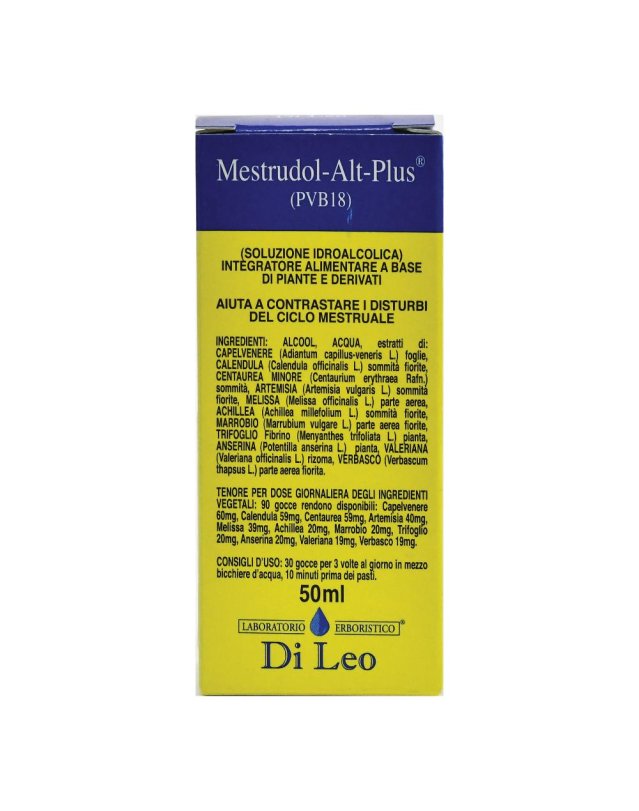 Di Leo
Mestrudol-Alt-Plus®
(PVB18)
(SOLUZIONE IDROALCOLICA)
INTEGRATORE ALIMENTARE A BASE
DI PIANTE E DERIVATI
AIUTA A CONTRASTARE I DISTURBI
DEL CICLO MESTRUALE
INGREDIENTI: ALCOOL, ACQUA, estratti di:
CAPELVENERE (Adiantum capillus-veneris L.) foglie,
CALENDULA (Calendula officinalis L.) sommità fiorite,
CENTAUREA MINORE (Centaurium erythraea Rafn.)
sommità, ARTEMISIA (Artemisia vulgaris L.) sommità
fiorite, MELISSA (Melissa officinalis L.) parte aerea,
ACHILLEA (Achillea millefolium L.) sommità fiorite,
MARROBIO (Marrubium vulgare L.) parte aerea fiorite,
TRIFOGLIO Fibrino (Menyanthes trifoliata L.) pianta,
ANSERINA (Potentilla anserina L.) pianta, VALERIANA
(Valeriana officinalis L.) rizoma, VERBASCO (Verbascum
thapsus L.) parte aerea fiorita.
TENORE PER DOSE GIORNALIERA DEGLI INGREDIENTI
VEGETALI: 90 gocce rendono disponibili: Capelvenere
60mg, Calendula 59mg, Centaurea 59mg, Artemisia 40mg,
Melissa 39mg, Achillea 20mg, Marrobio 20mg, Trifoglio
20mg, Anserina 20mg, Valeriana 19mg, Verbasco 19mg.
CONSIGLI D'USO: 30 gocce per 3 volte al giorno in mezzo
bicchiere d'acqua, 10 minuti prima dei pasti.
50ml
LABORATORIO ERBORISTICO®
Di Leo